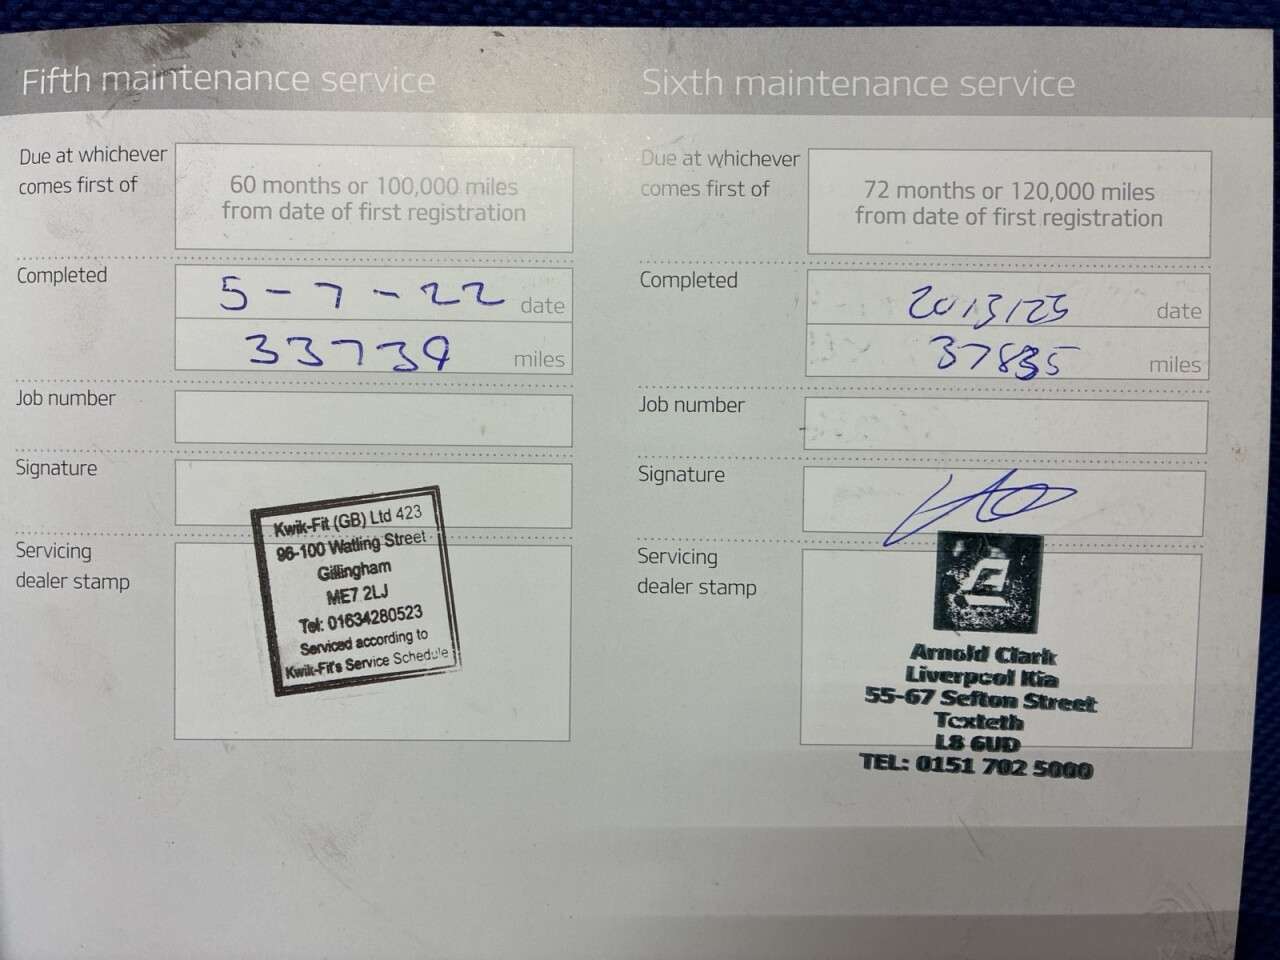 Fifth maintenance service
Due at whichever
comes first of
60 months or 100,000 miles
from date of first registration
Completed
5-7-22 date
33739 miles
Job number
Signature
Servicing
dealer stamp
Kwik-Fit (GB) Ltd 423
96-100 Watling Street
Gillingham
ME7 2LJ
Tel: 01634280523
Serviced according to
Kwik-Fit's Service Schedule
Sixth maintenance service
Due at whichever
comes first of
72 months or 120,000 miles
from date of first registration
Completed
20/3/23 date
37835 miles
Job number
Signature
Servicing
dealer stamp
Arnold Clark
Liverpool Kia
55-67 Sefton Street
Toxteth
L8 6UD
TEL: 0151 702 5000